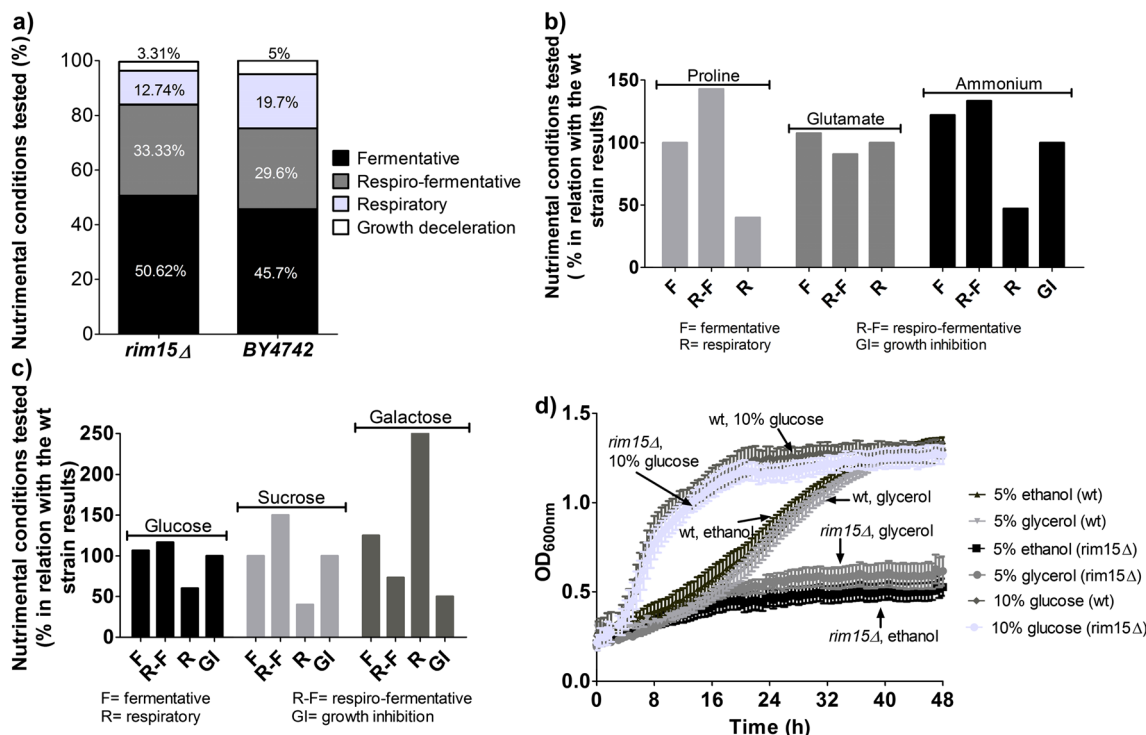 a)
Nutrimental conditions tested (%)
100
80
60
40
20
0
3.31%
12.74%
33.33%
50.62%
5%
19.7%
29.6%
45.7%
rim15Δ
BY4742
Fermentative
Respiro-fermentative
Respiratory
Growth deceleration
b)
Nutrimental conditions tested
( % in relation with the wt
strain results)
150
100
50
0
Proline
Glutamate
Ammonium
F
R-F
R
F
R-F
R
F
R-F
R
GI
F= fermentative
R= respiratory
R-F= respiro-fermentative
GI= growth inhibition
c)
Nutrimental conditions tested
(% in relation with the wt
strain results)
250
200
150
100
50
0
Glucose
Sucrose
Galactose
F
R-F
R
GI
F
R-F
R
GI
F
R-F
R
GI
F= fermentative
R= respiratory
R-F= respiro-fermentative
GI= growth inhibition
d)
OD600nm
1.5
1.0
0.5
0.0
0
8
16
24
32
40
48
Time (h)
wt, 10% glucose
rim15Δ,
10% glucose
wt, glycerol
wt, ethanol
rim15Δ, glycerol
rim15Δ, ethanol
5% ethanol (wt)
5% glycerol (wt)
5% ethanol (rim15Δ)
5% glycerol (rim15Δ)
10% glucose (wt)
10% glucose (rim15Δ)